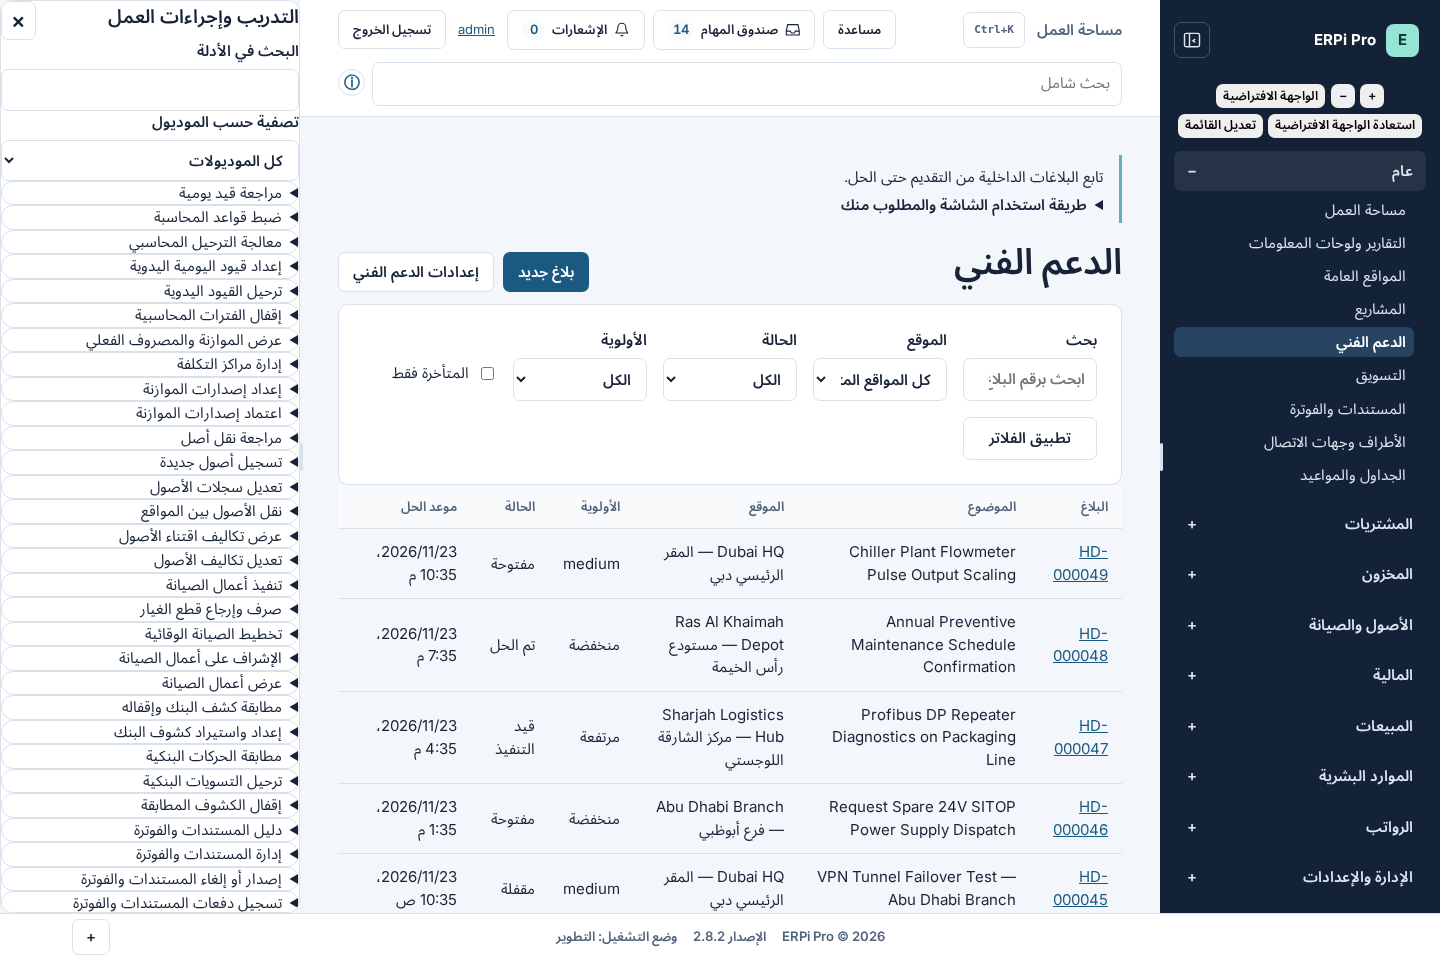 E
ERPi Pro
+
−
الواجهة الافتراضية
استعادة الواجهة الافتراضية
تعديل القائمة
عام
−
مساحة العمل
التقارير ولوحات المعلومات
المواقع العامة
المشاريع
الدعم الفني
التسويق
المستندات والفوترة
الأطراف وجهات الاتصال
الجداول والمواعيد
المشتريات
+
المخزون
+
الأصول والصيانة
+
المالية
+
المبيعات
+
الموارد البشرية
+
الرواتب
+
الإدارة والإعدادات
+
مساحة العمل
Ctrl+K
مساعدة
صندوق المهام 14
الإشعارات 0
admin
تسجيل الخروج
بحث شامل
تابع البلاغات الداخلية من التقديم حتى الحل.
طريقة استخدام الشاشة والمطلوب منك
الدعم الفني
بلاغ جديد
إعدادات الدعم الفني
بحث
الموقع
الحالة
الأولوية
ابحث برقم البلاغ
كل المواقع المت
الكل
الكل
المتأخرة فقط
تطبيق الفلاتر
البلاغ
الموضوع
الموقع
الأولوية
الحالة
موعد الحل
HD-
000049
Chiller Plant Flowmeter
Pulse Output Scaling
Dubai HQ — المقر
الرئيسي دبي
medium
مفتوحة
2026/11/23،
10:35 م
HD-
000048
Annual Preventive
Maintenance Schedule
Confirmation
Ras Al Khaimah
Depot — مستودع
رأس الخيمة
منخفضة
تم الحل
2026/11/23،
7:35 م
HD-
000047
Profibus DP Repeater
Diagnostics on Packaging
Line
Sharjah Logistics
Hub — مركز الشارقة
اللوجستي
مرتفعة
قيد
التنفيذ
2026/11/23،
4:35 م
HD-
000046
Request Spare 24V SITOP
Power Supply Dispatch
Abu Dhabi Branch
— فرع أبوظبي
منخفضة
مفتوحة
2026/11/23،
1:35 م
HD-
000045
VPN Tunnel Failover Test —
Abu Dhabi Branch
Dubai HQ — المقر
الرئيسي دبي
medium
مقفلة
2026/11/23،
10:35 ص
التدريب وإجراءات العمل
×
البحث في الأدلة
تصفية حسب الموديول
كل الموديولات
مراجعة قيد يومية
ضبط قواعد المحاسبة
معالجة الترحيل المحاسبي
إعداد قيود اليومية اليدوية
ترحيل القيود اليدوية
إقفال الفترات المحاسبية
عرض الموازنة والمصروف الفعلي
إدارة مراكز التكلفة
إعداد إصدارات الموازنة
اعتماد إصدارات الموازنة
مراجعة نقل أصل
تسجيل أصول جديدة
تعديل سجلات الأصول
نقل الأصول بين المواقع
عرض تكاليف اقتناء الأصول
تعديل تكاليف الأصول
تنفيذ أعمال الصيانة
صرف وإرجاع قطع الغيار
تخطيط الصيانة الوقائية
الإشراف على أعمال الصيانة
عرض أعمال الصيانة
مطابقة كشف البنك وإقفاله
إعداد واستيراد كشوف البنك
مطابقة الحركات البنكية
ترحيل التسويات البنكية
إقفال الكشوف المطابقة
دليل المستندات والفوترة
إدارة المستندات والفوترة
إصدار أو إلغاء المستندات والفوترة
تسجيل دفعات المستندات والفوترة
ERPi Pro © 2026
الإصدار 2.8.2
وضع التشغيل: التطوير
+